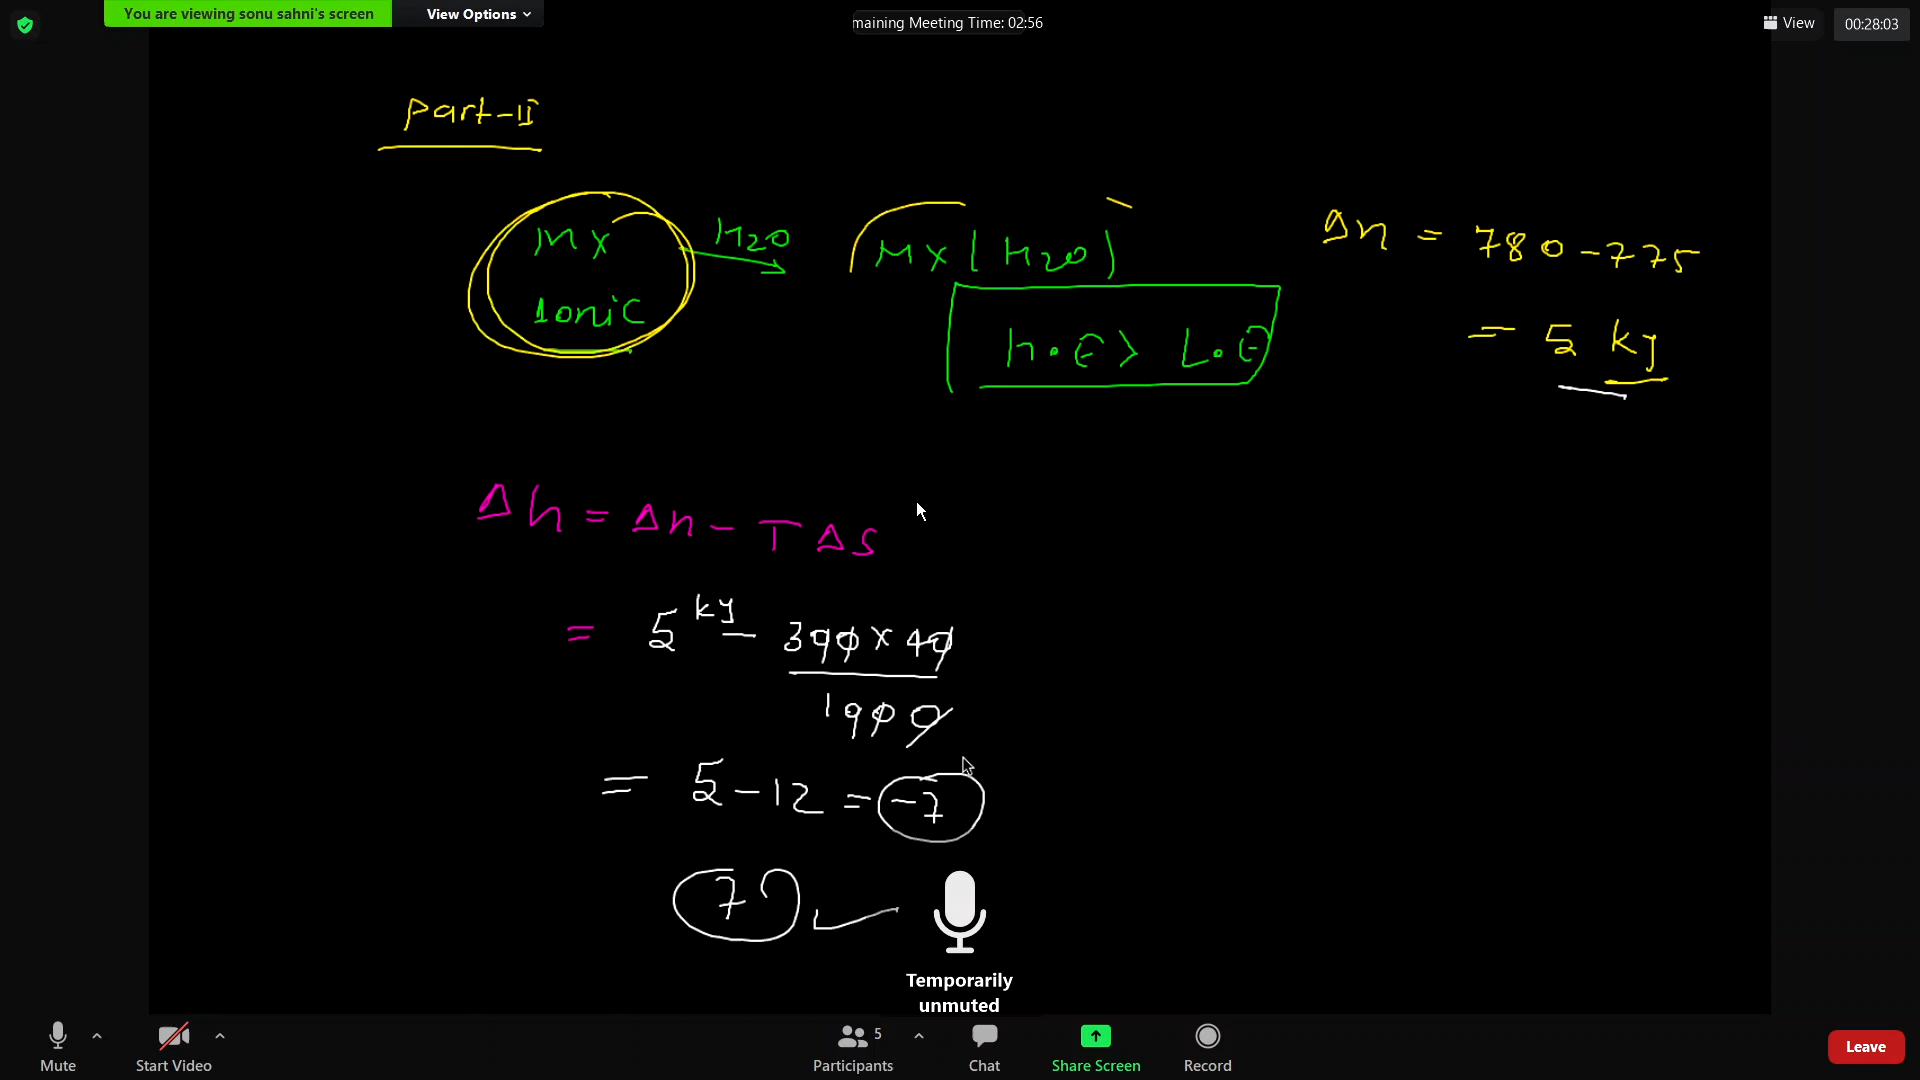 You are viewing sonu sahni's screen
View Options
maining Meeting Time: 02:56
View
00:28:03
Part-II
MX
H2O
MX(H2O)
Δn = 780-775
Ionic
h.E > L.E
= 5 kJ
Δh = Δn - TΔS
= 5 kJ - 300 x 40
1000
= 5-12 = -7
7
Temporarily
unmuted
Mute
Start Video
5
Participants
Chat
Share Screen
Record
Leave